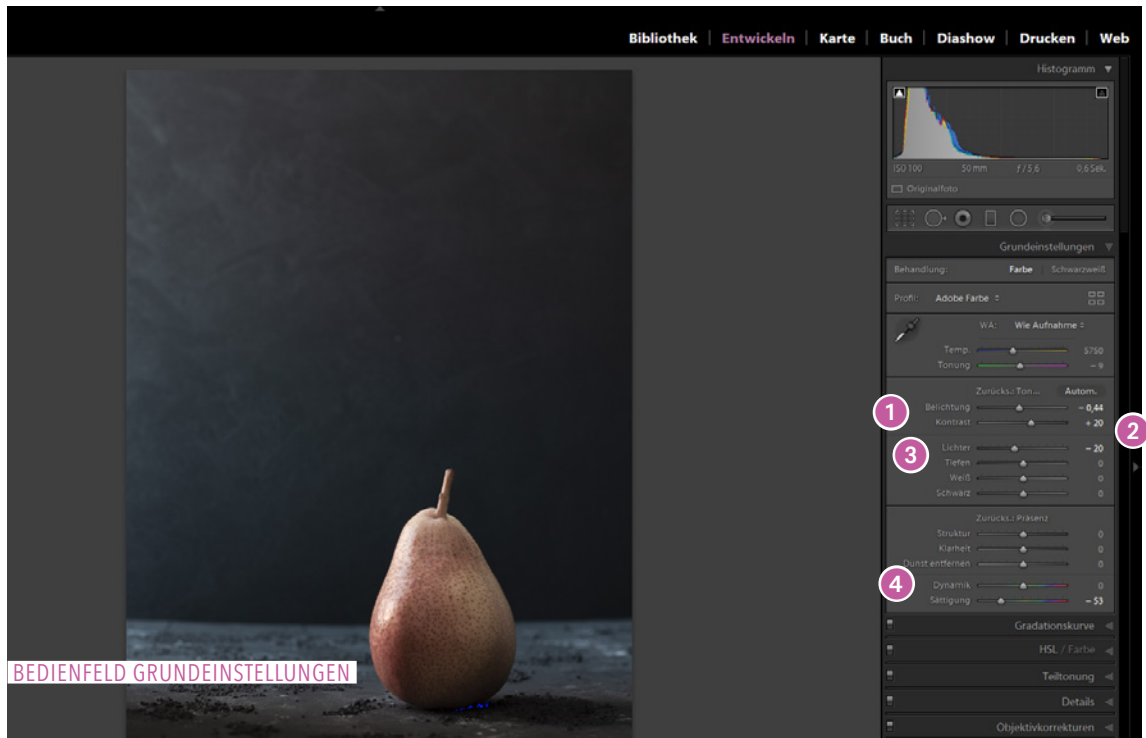 Bibliothek | Entwickeln | Karte | Buch | Diashow | Drucken | Web
Histogramm
ISO 100 50 mm ƒ / 5,6 0,6 Sek.
Originalfoto
Grundeinstellungen
Behandlung: Farbe | Schwarzweiß
Profil: Adobe Farbe
WA: Wie Aufnahme
Temp. 5750
Tonung – 9
Zurücks.: Ton ... Autom.
1
Belichtung – 0,44
Kontrast + 20
2
3
Lichter – 20
Tiefen 0
Weiß 0
Schwarz 0
Zurücks.: Präsenz
Struktur 0
Klarheit 0
Dunst entfernen 0
4
Dynamik 0
Sättigung – 53
Gradationskurve
HSL / Farbe
Teiltonung
Details
Objektivkorrekturen
BEDIENFELD GRUNDEINSTELLUNGEN